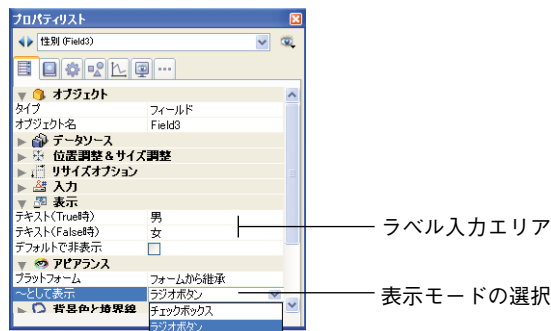 プロパティリスト
性別 (Field3)
オブジェクト
タイプ フィールド
オブジェクト名 Field3
データソース
位置調整&サイズ調整
リサイズオプション
入力
表示
テキスト(True時) 男
テキスト(False時) 女
デフォルトで非表示
アピアランス
プラットフォーム フォームから継承
~として表示 ラジオボタン
背景色と境界線 チェックボックス
ラジオボタン
ラベル入力エリア
表示モードの選択